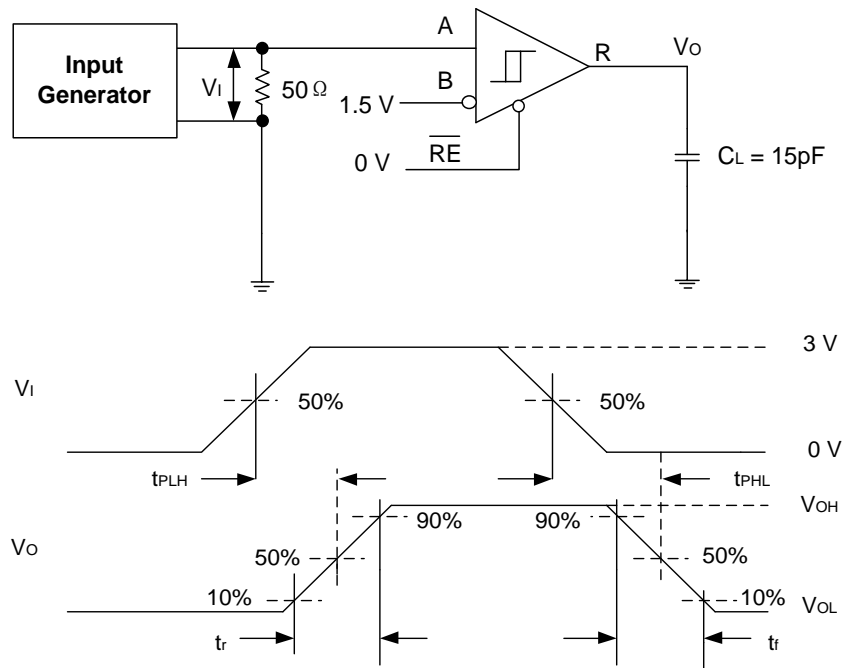 Input
Generator
VI
50 Ω
A
B
1.5 V
0 V
RE
R
VO
CL = 15pF
VI
50%
50%
3 V
0 V
tPLH
tPHL
VO
50%
10%
90%
90%
50%
10%
VOH
VOL
tr
tf